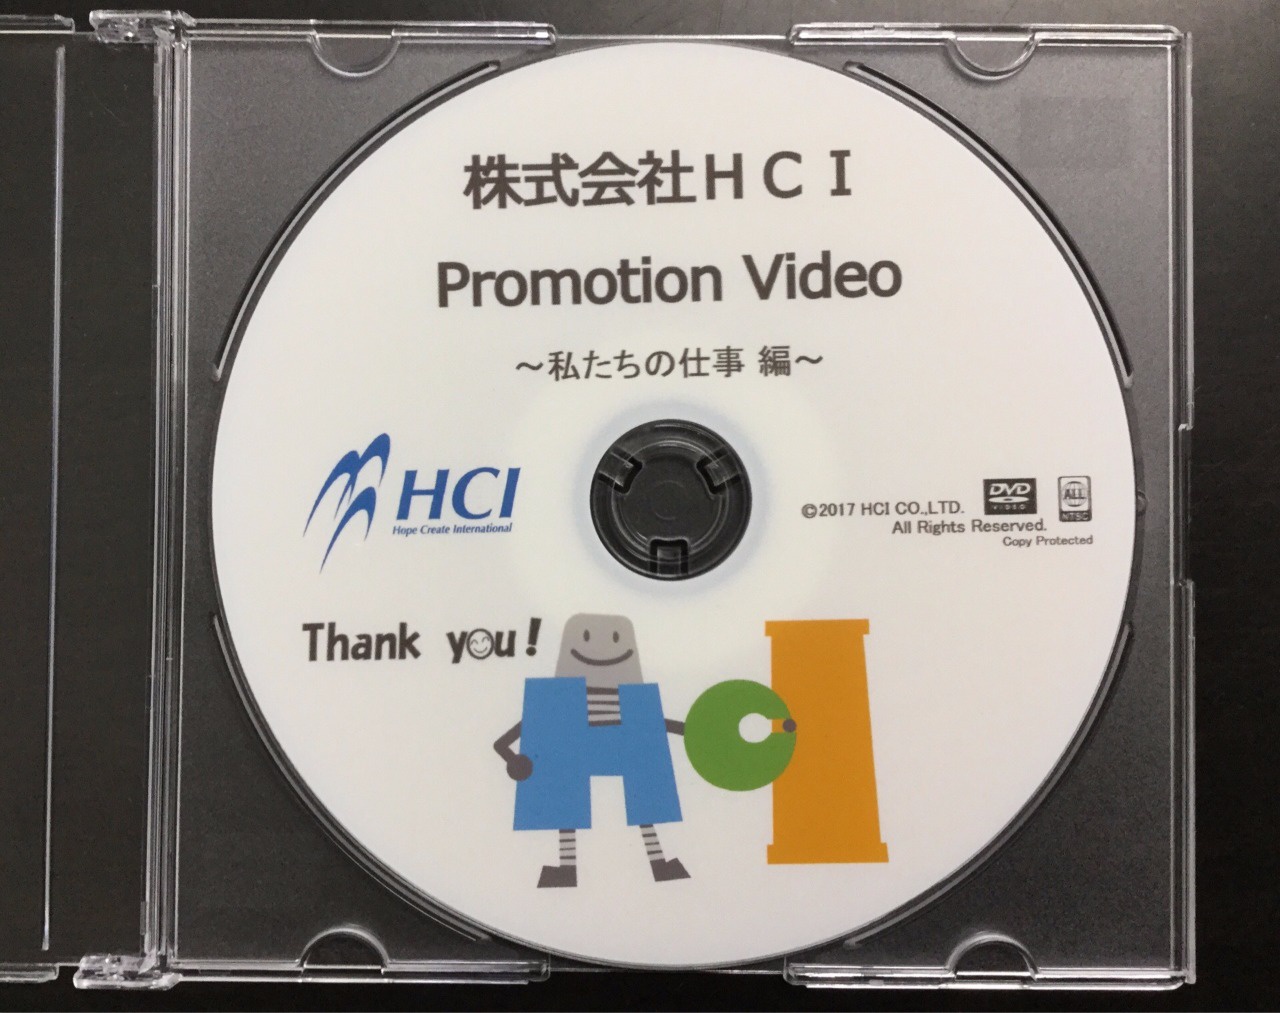 株式会社ＨＣＩ
Promotion Video
～私たちの仕事 編～
HCI
Hope Create International
©2017 HCI CO.,LTD.
All Rights Reserved.
Copy Protected
DVD
VIDEO
ALL
NTSC
Thank you!
HCI